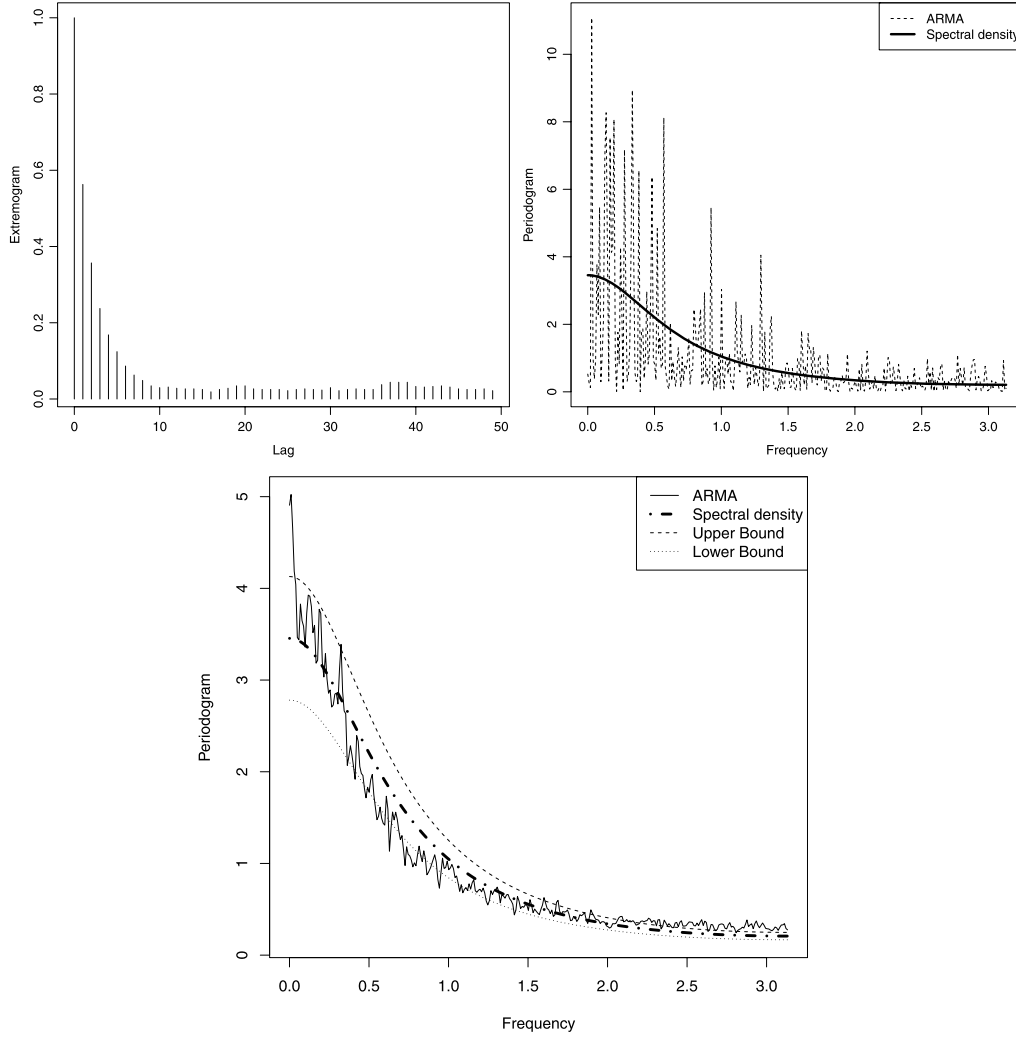 Extremogram
0.0 0.2 0.4 0.6 0.8 1.0
0 10 20 30 40 50
Lag
Periodogram
0 2 4 6 8 10
0.0 0.5 1.0 1.5 2.0 2.5 3.0
Frequency
ARMA
Spectral density
Periodogram
0 1 2 3 4 5
0.0 0.5 1.0 1.5 2.0 2.5 3.0
Frequency
ARMA
Spectral density
Upper Bound
Lower Bound